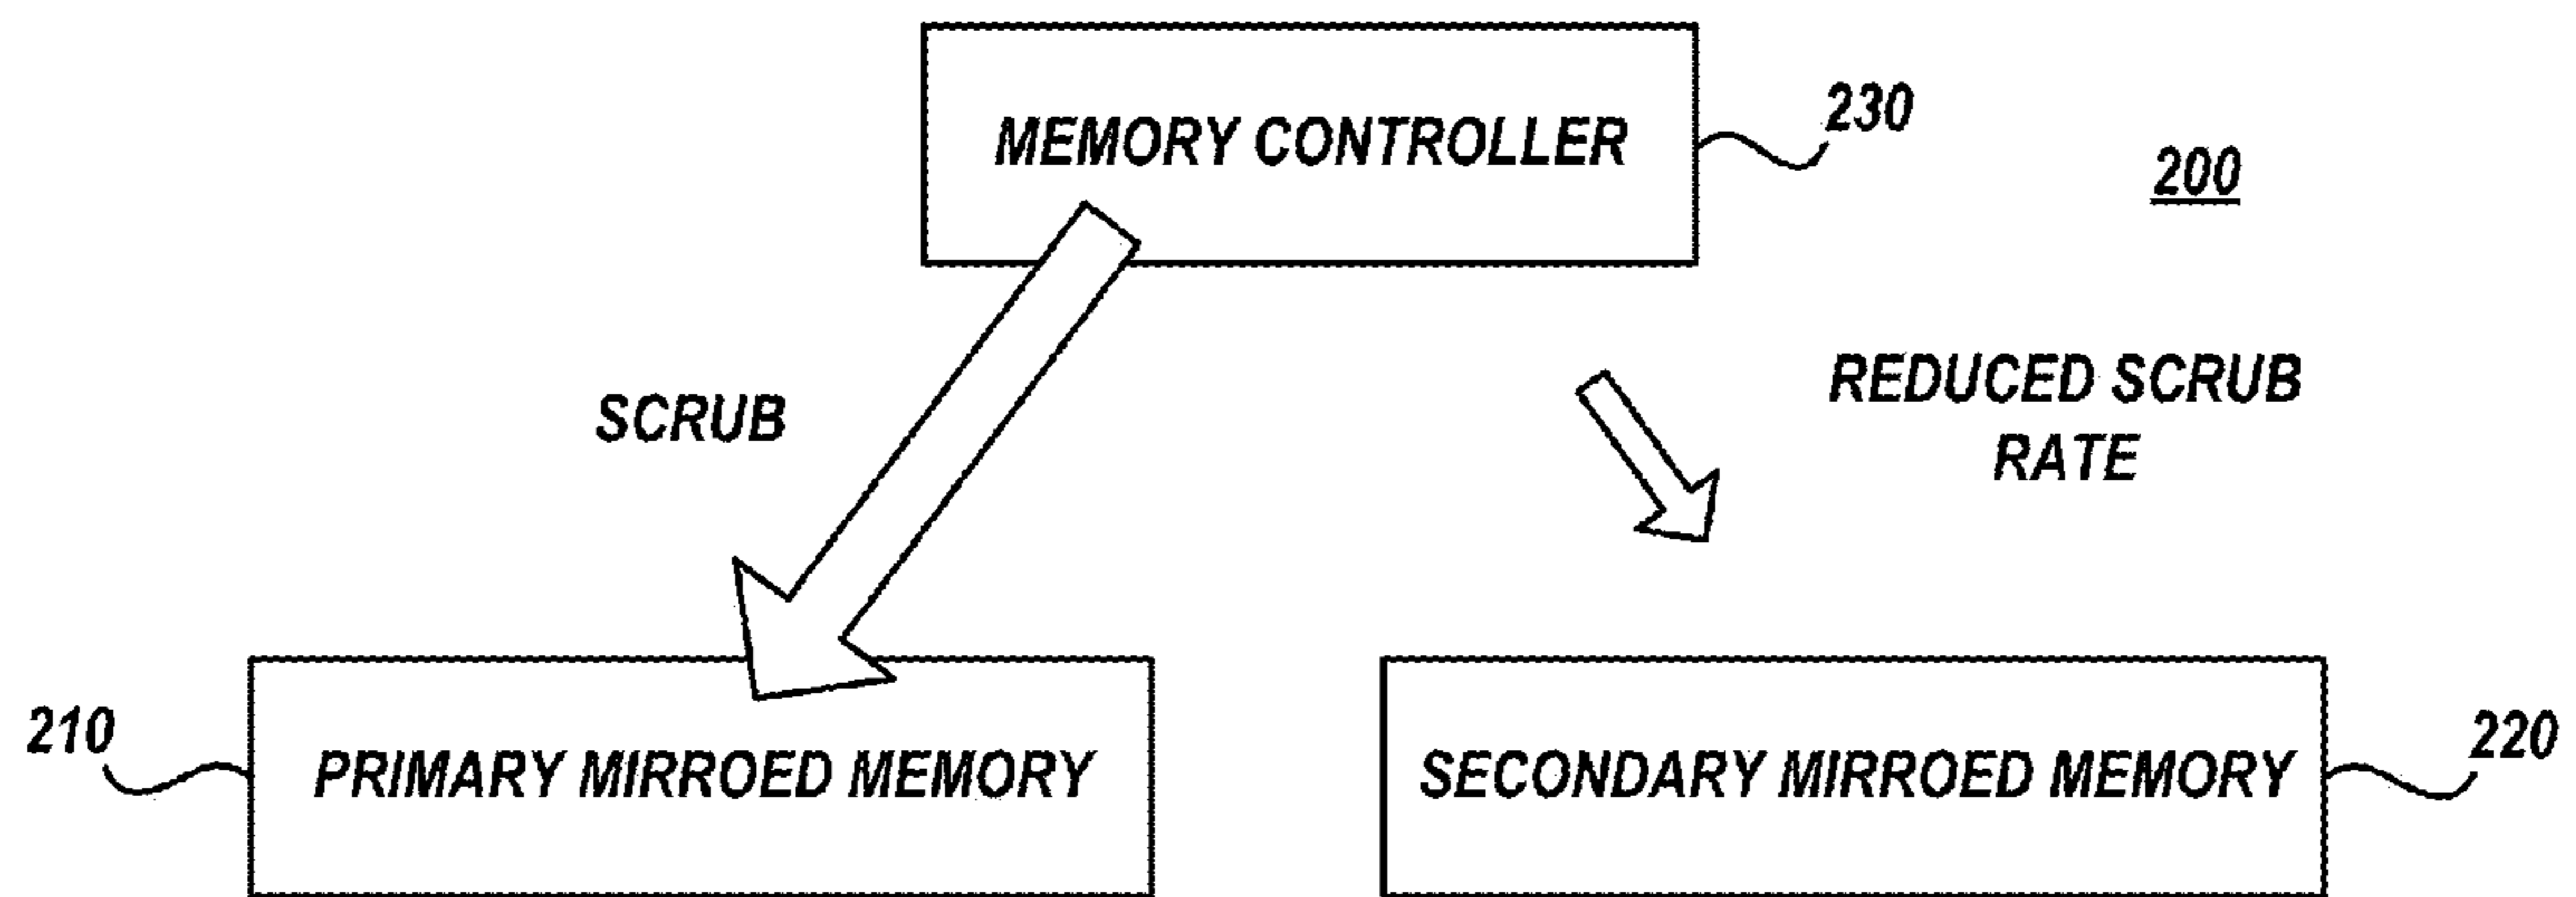 MEMORY CONTROLLER
230
200
SCRUB
REDUCED SCRUB
RATE
210
PRIMARY MIRROED MEMORY
SECONDARY MIRROED MEMORY
220